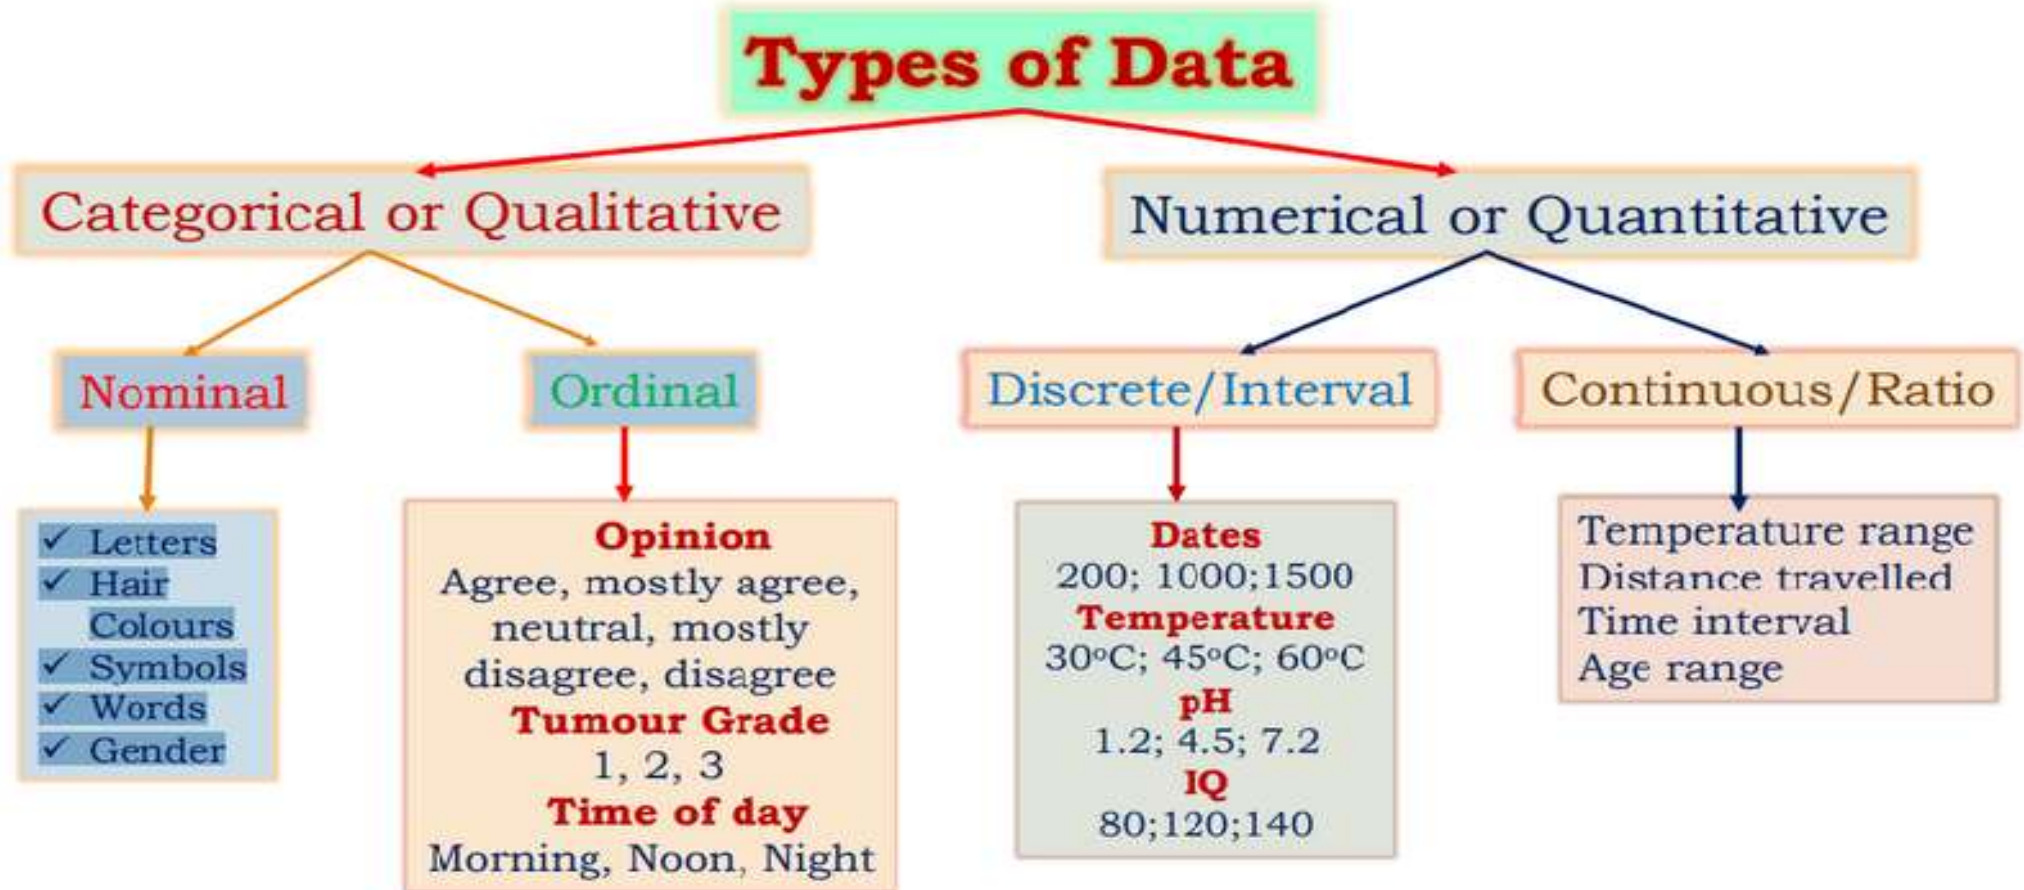 Types of Data
Categorical or Qualitative
Numerical or Quantitative
Nominal
Ordinal
Discrete/Interval
Continuous/Ratio
✓ Letters
✓ Hair
Colours
✓ Symbols
✓ Words
✓ Gender
Opinion
Agree, mostly agree,
neutral, mostly
disagree, disagree
Tumour Grade
1, 2, 3
Time of day
Morning, Noon, Night
Dates
200; 1000;1500
Temperature
30°C; 45°C; 60°C
pH
1.2; 4.5; 7.2
IQ
80;120;140
Temperature range
Distance travelled
Time interval
Age range